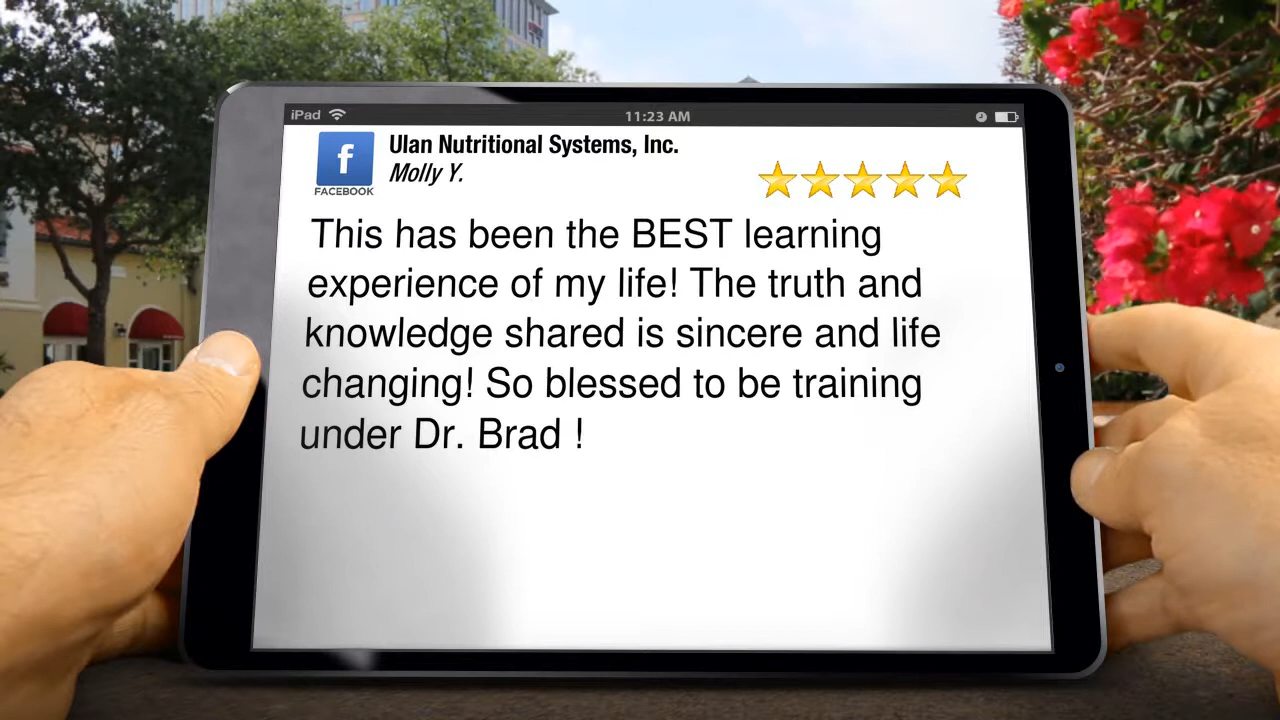 iPad 11:23 AM
Ulan Nutritional Systems, Inc.
Molly Y.
FACEBOOK
This has been the BEST learning
experience of my life! The truth and
knowledge shared is sincere and life
changing! So blessed to be training
under Dr. Brad !